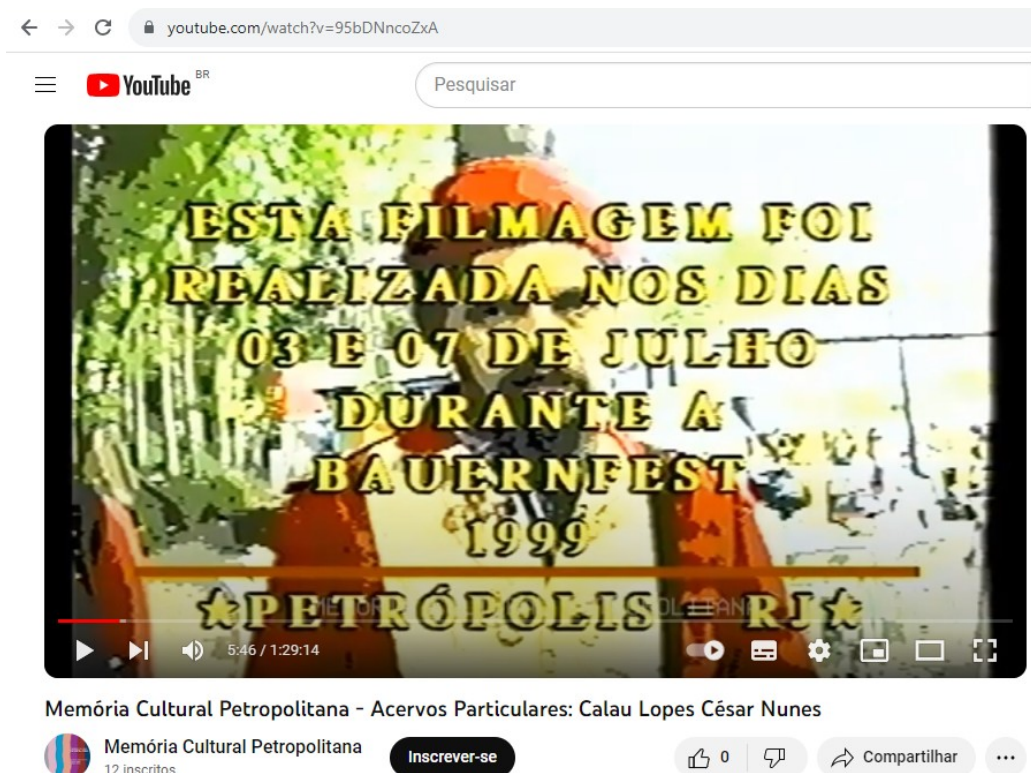 youtube.com/watch?v=95bDNncoZxA
YouTube BR
Pesquisar
ESTA FILMAGEM FOI
REALIZADA NOS DIAS
03 E 07 DE JULHO
DURANTE A
BAUERNFEST
1999
★PETRÓPOLIS = RJ★
5:46 / 1:29:14
Memória Cultural Petropolitana - Acervos Particulares: Calau Lopes César Nunes
Memória Cultural Petropolitana
12 inscritos
Inscrever-se
0
Compartilhar